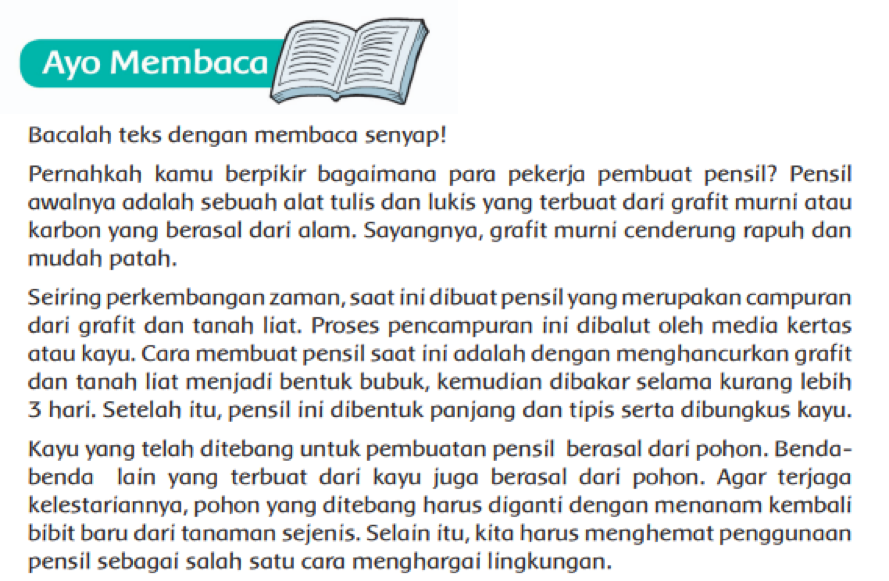 Ayo Membaca
Bacalah teks dengan membaca senyap!
Pernahkah kamu berpikir bagaimana para pekerja pembuat pensil? Pensil
awalnya adalah sebuah alat tulis dan lukis yang terbuat dari grafit murni atau
karbon yang berasal dari alam. Sayangnya, grafit murni cenderung rapuh dan
mudah patah.
Seiring perkembangan zaman, saat ini dibuat pensil yang merupakan campuran
dari grafit dan tanah liat. Proses pencampuran ini dibalut oleh media kertas
atau kayu. Cara membuat pensil saat ini adalah dengan menghancurkan grafit
dan tanah liat menjadi bentuk bubuk, kemudian dibakar selama kurang lebih
3 hari. Setelah itu, pensil ini dibentuk panjang dan tipis serta dibungkus kayu.
Kayu yang telah ditebang untuk pembuatan pensil berasal dari pohon. Benda-
benda lain yang terbuat dari kayu juga berasal dari pohon. Agar terjaga
kelestariannya, pohon yang ditebang harus diganti dengan menanam kembali
bibit baru dari tanaman sejenis. Selain itu, kita harus menghemat penggunaan
pensil sebagai salah satu cara menghargai lingkungan.